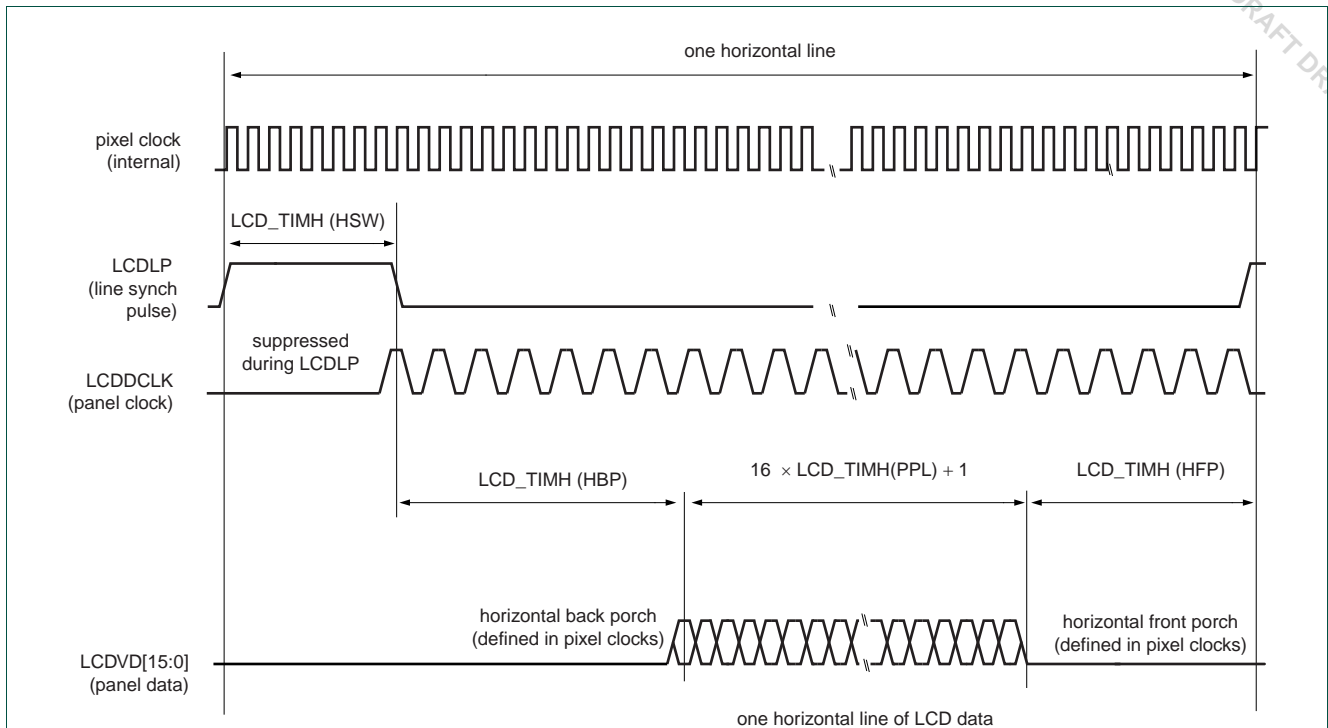 DRAFT DRA
one horizontal line
pixel clock
(internal)
LCD_TIMH (HSW)
LCDLP
(line synch
pulse)
suppressed
during LCDLP
LCDDCLK
(panel clock)
LCD_TIMH (HBP)
16 × LCD_TIMH(PPL) + 1
LCD_TIMH (HFP)
horizontal back porch
(defined in pixel clocks)
horizontal front porch
(defined in pixel clocks)
LCDVD[15:0]
(panel data)
one horizontal line of LCD data